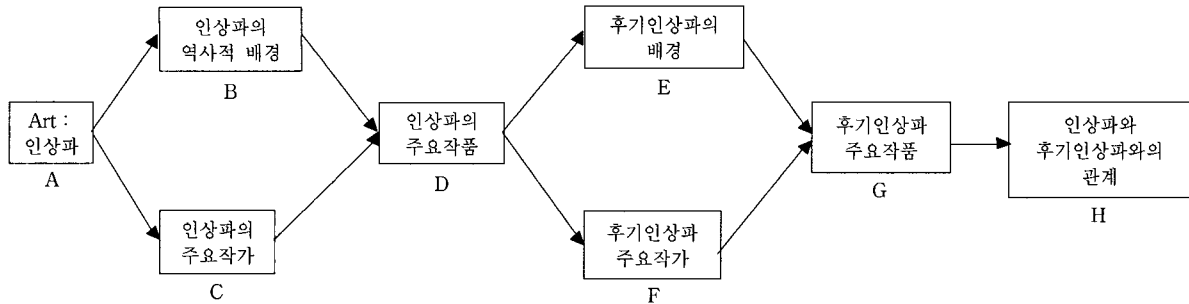 Art :
인상파
A
인상파의
역사적 배경
B
인상파의
주요작가
C
인상파의
주요작품
D
후기인상파의
배경
E
후기인상파
주요작가
F
후기인상파
주요작품
G
인상파와
후기인상파와의
관계
H